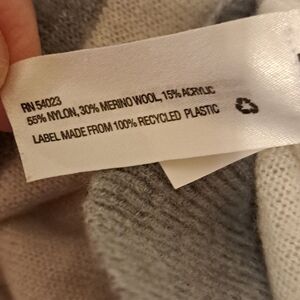 RN 54023
55% NYLON, 30% MERINO WOOL, 15% ACRYLIC
LABEL MADE FROM 100% RECYCLED PLASTIC